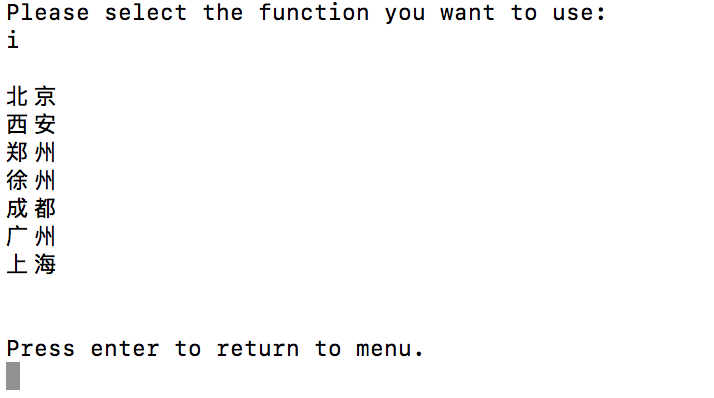 Please select the function you want to use:
i
北京
西安
郑州
徐州
成都
广州
上海
Press enter to return to menu.